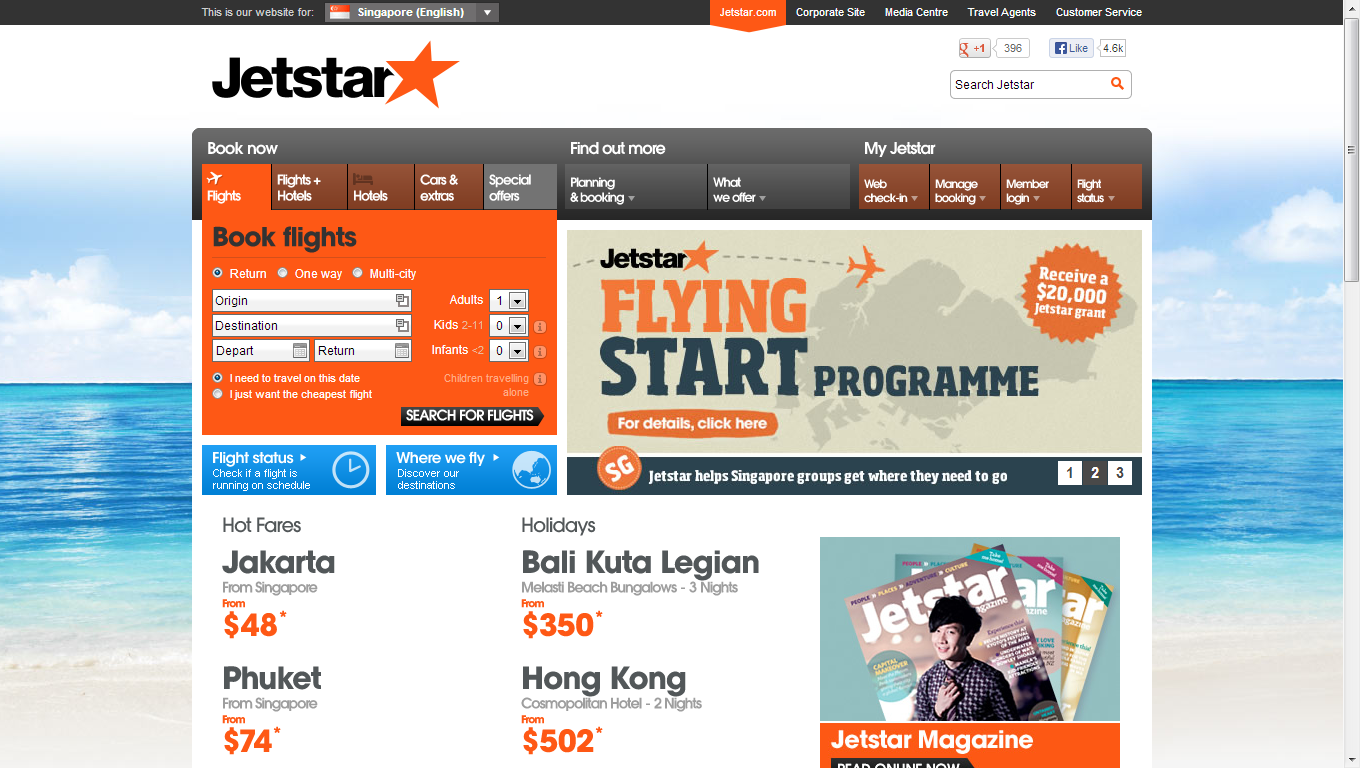 This is our website for:
Singapore (English)
Jetstar.com
Corporate Site
Media Centre
Travel Agents
Customer Service
Jetstar
+1
396
Like
4.6k
Search Jetstar
Book now
Find out more
My Jetstar
Flights
Flights +
Hotels
Hotels
Cars &
extras
Special
offers
Planning
& booking
What
we offer
Web
check-in
Manage
booking
Member
login
Flight
status
Book flights
Return
One way
Multi-city
Origin
Adults
1
Destination
Kids 2-11
0
Depart
Return
Infants <2
0
I need to travel on this date
I just want the cheapest flight
Children travelling
alone
SEARCH FOR FLIGHTS
Jetstar
FLYING
START PROGRAMME
For details, click here
Receive a
$20,000
Jetstar grant
SG
Jetstar helps Singapore groups get where they need to go
1
2
3
Flight status
Check if a flight is
running on schedule
Where we fly
Discover our
destinations
Hot Fares
Jakarta
From Singapore
From
$48*
Phuket
From Singapore
From
$74*
Holidays
Bali Kuta Legian
Melasti Beach Bungalows - 3 Nights
From
$350*
Hong Kong
Cosmopolitan Hotel - 2 Nights
From
$502*
PEOPLE PLACES ADVENTURE CULTURE
Jetstar
magazine
Experience this!
CAPITAL
MAKEOVER
Jetstar Magazine
READ ONLINE NOW